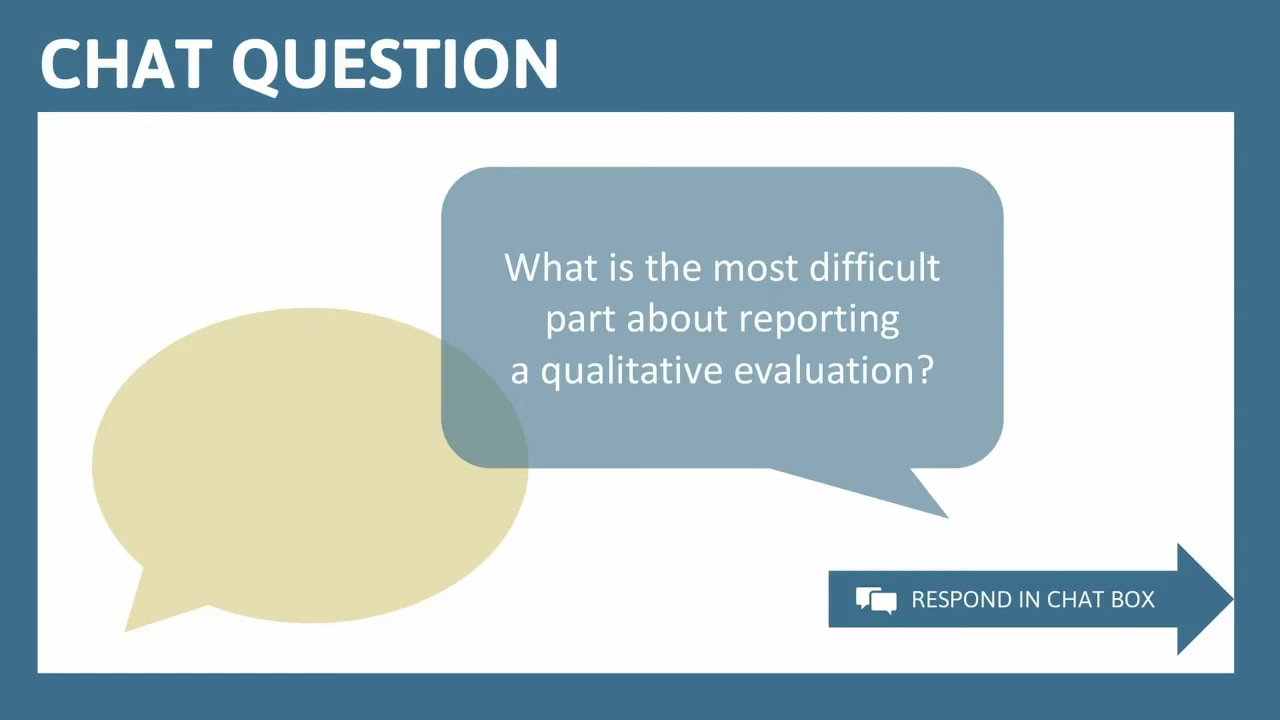 CHAT QUESTION
What is the most difficult
part about reporting
a qualitative evaluation?
RESPOND IN CHAT BOX